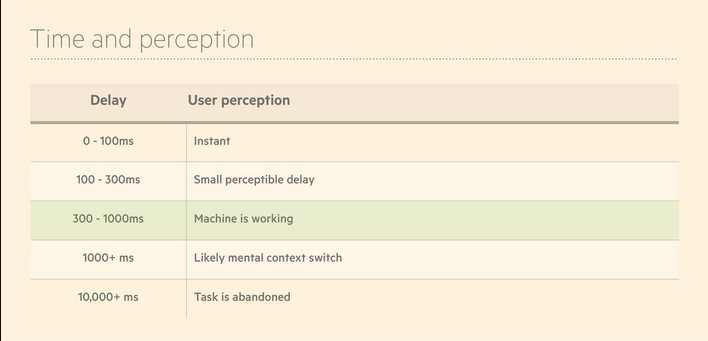 Time and perception
Delay User perception
0 - 100ms Instant
100 - 300ms Small perceptible delay
300 - 1000ms Machine is working
1000+ ms Likely mental context switch
10,000+ ms Task is abandoned